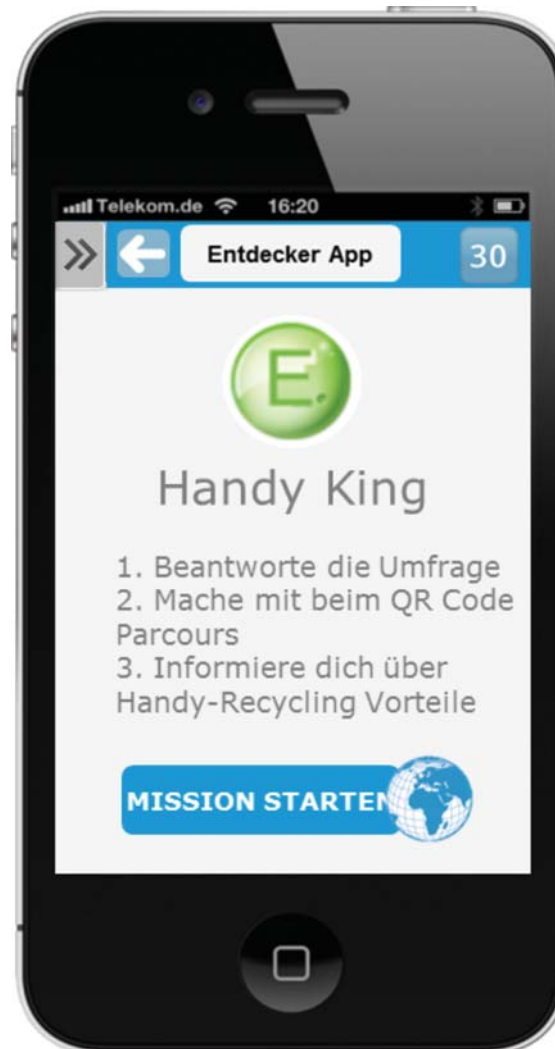 Telekom.de 16:20
Entdecker App
30
E.
Handy King
1. Beantworte die Umfrage
2. Mache mit beim QR Code
Parcours
3. Informiere dich über
Handy-Recycling Vorteile
MISSION STARTEN